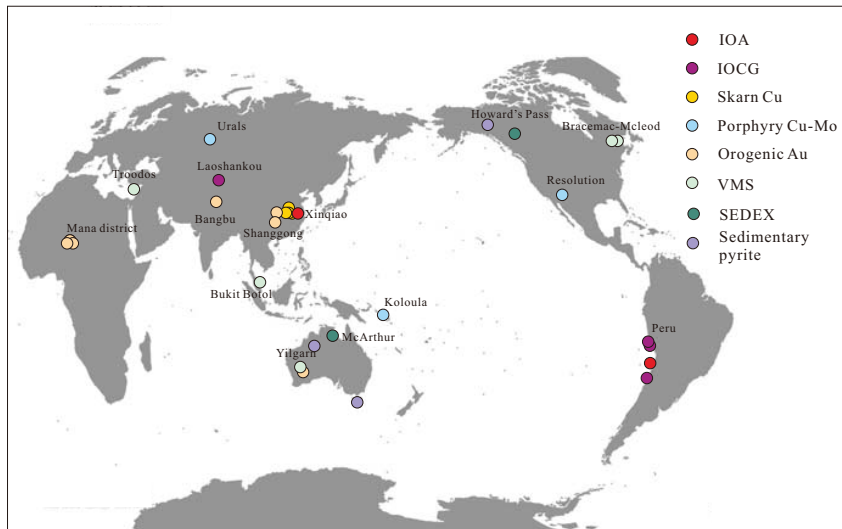 IOA
IOCG
Howard's Pass
Skarn Cu
Urals
Bracemac-Mcleod
Porphyry Cu-Mo
Laoshankou
Orogenic Au
Troodos
Resolution
VMS
Bangbu
Xinqiao
SEDEX
Mana district
Shanggong
Sedimentary
pyrite
Bukit Botol
Koloula
Peru
McArthur
Yilgarn